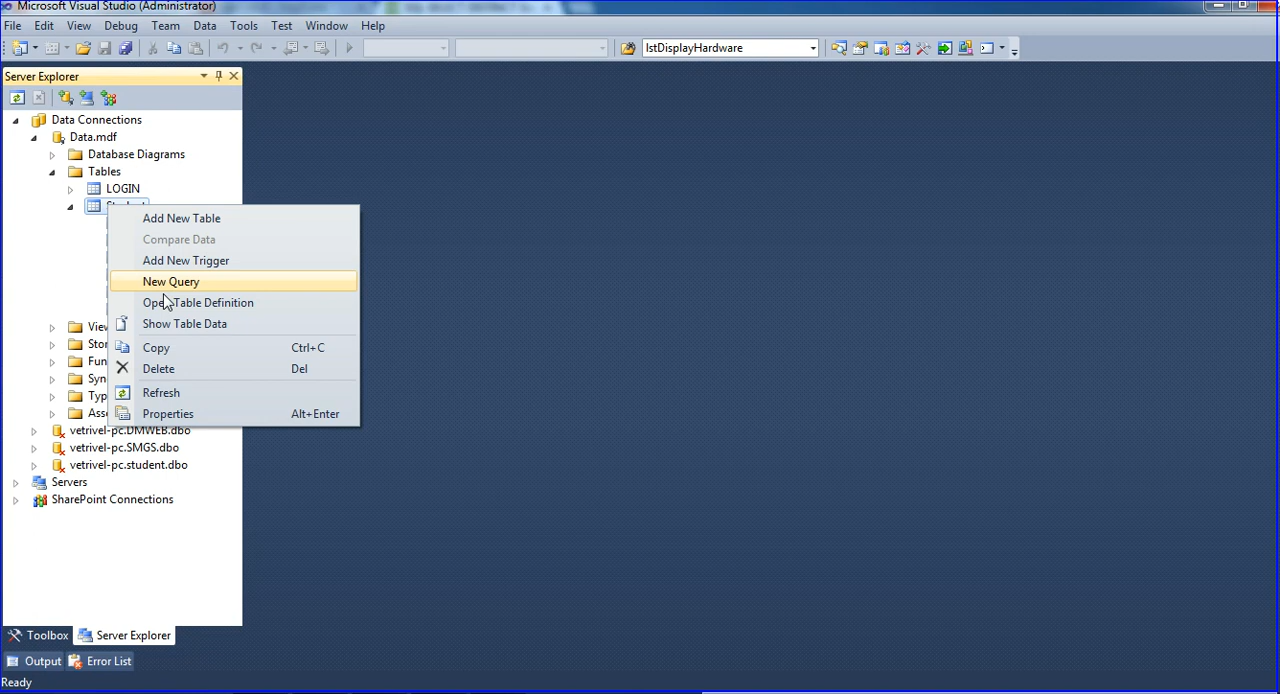 Microsoft Visual Studio (Administrator)
File Edit View Debug Team Data Tools Test Window Help
lstDisplayHardware
Server Explorer
Data Connections
Data.mdf
Database Diagrams
Tables
LOGIN
Add New Table
Compare Data
Add New Trigger
New Query
Open Table Definition
Show Table Data
Copy Ctrl+C
Delete Del
Refresh
Properties Alt+Enter
vetrivel-pc.DMWEB.dbo
vetrivel-pc.SMGS.dbo
vetrivel-pc.student.dbo
Servers
SharePoint Connections
Toolbox Server Explorer
Output Error List
Ready